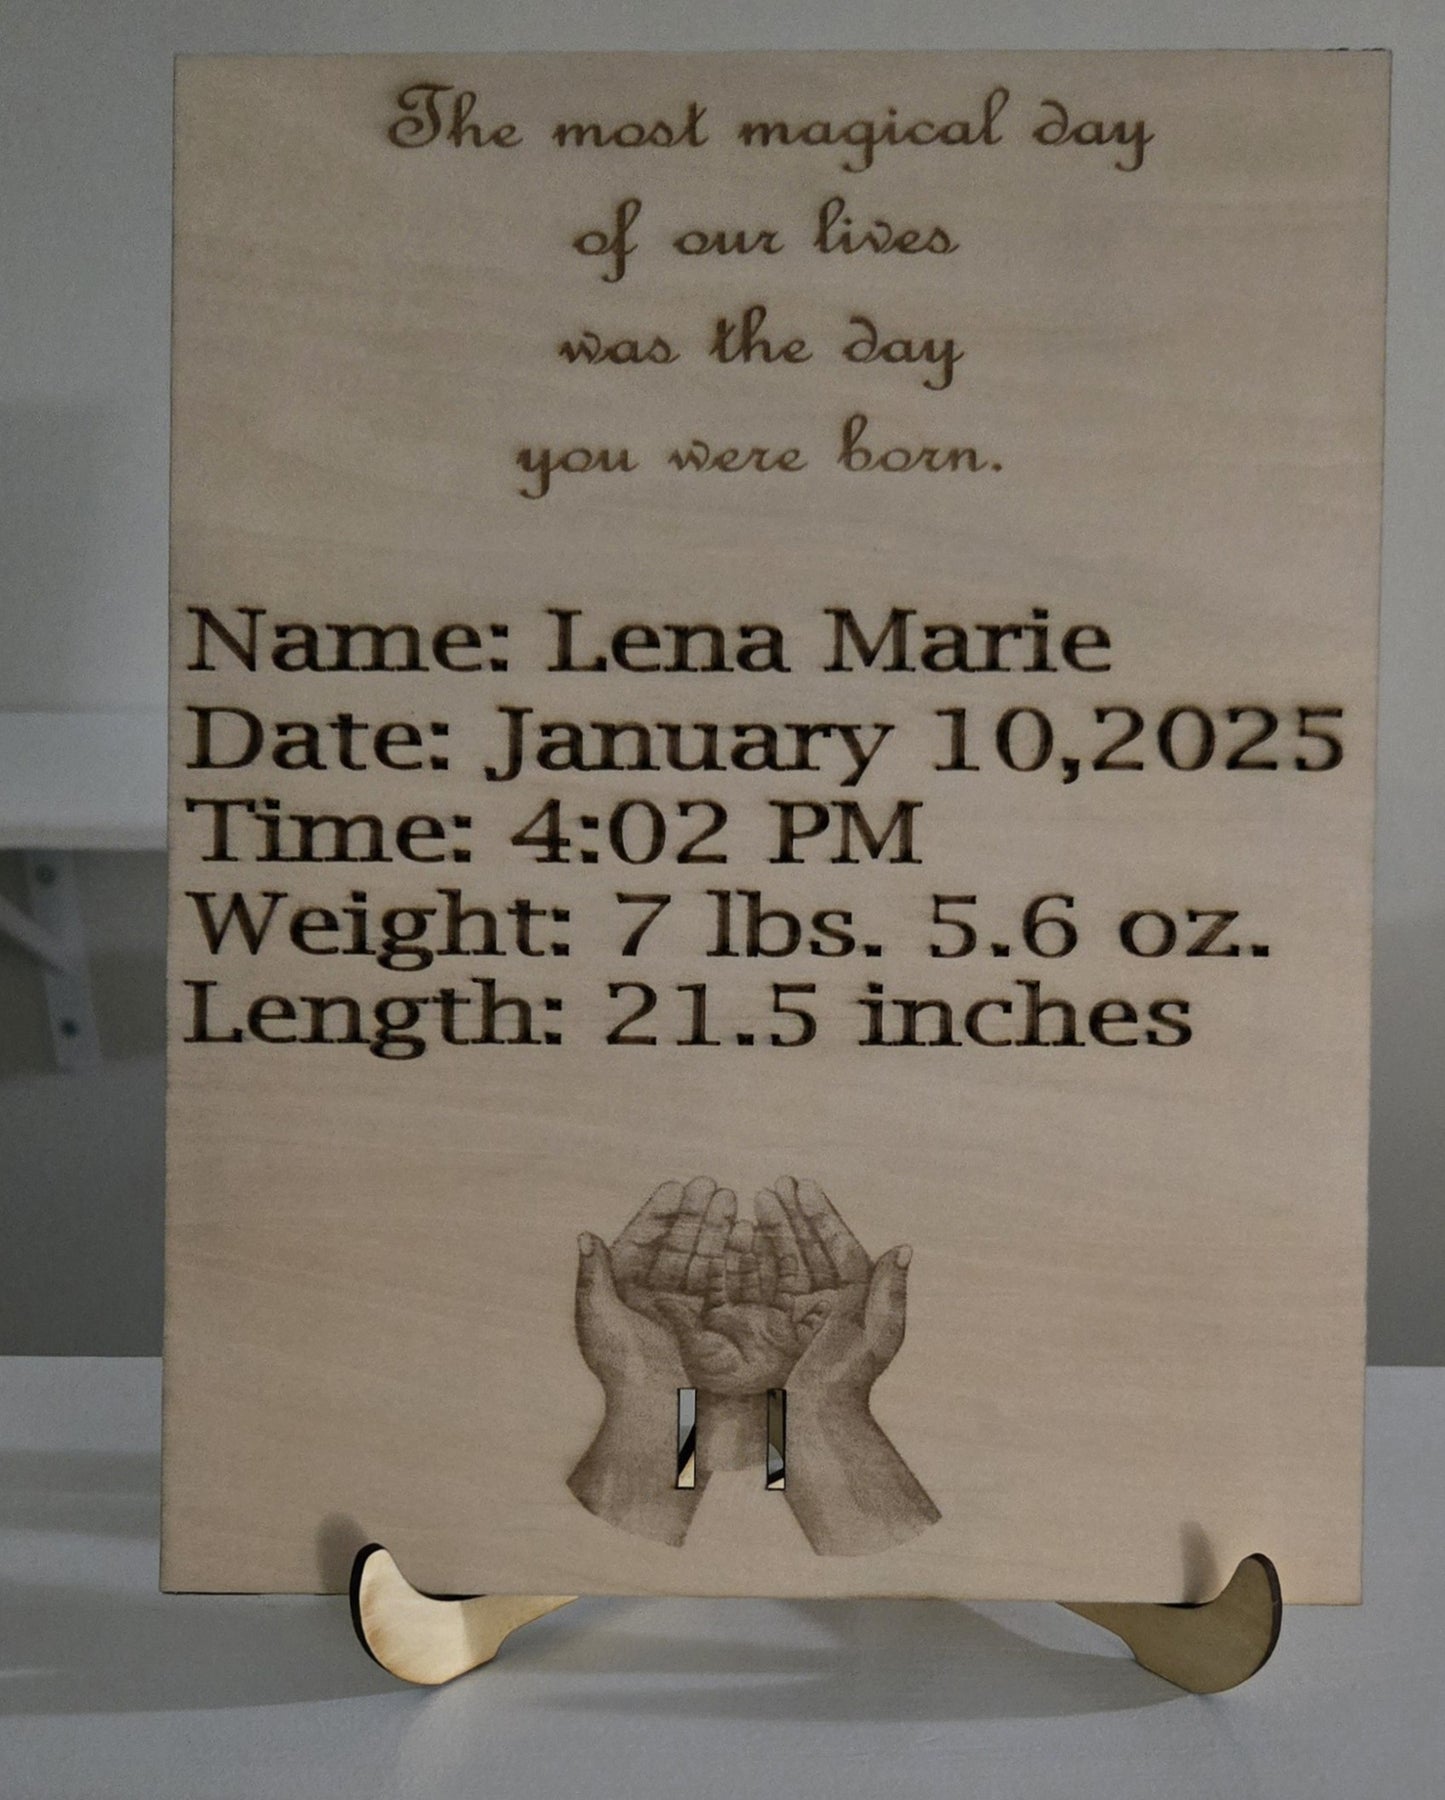 The most magical day
of our lives
was the day
you were born.
Name: Lena Marie
Date: January 10,2025
Time: 4:02 PM
Weight: 7 lbs. 5.6 oz.
Length: 21.5 inches